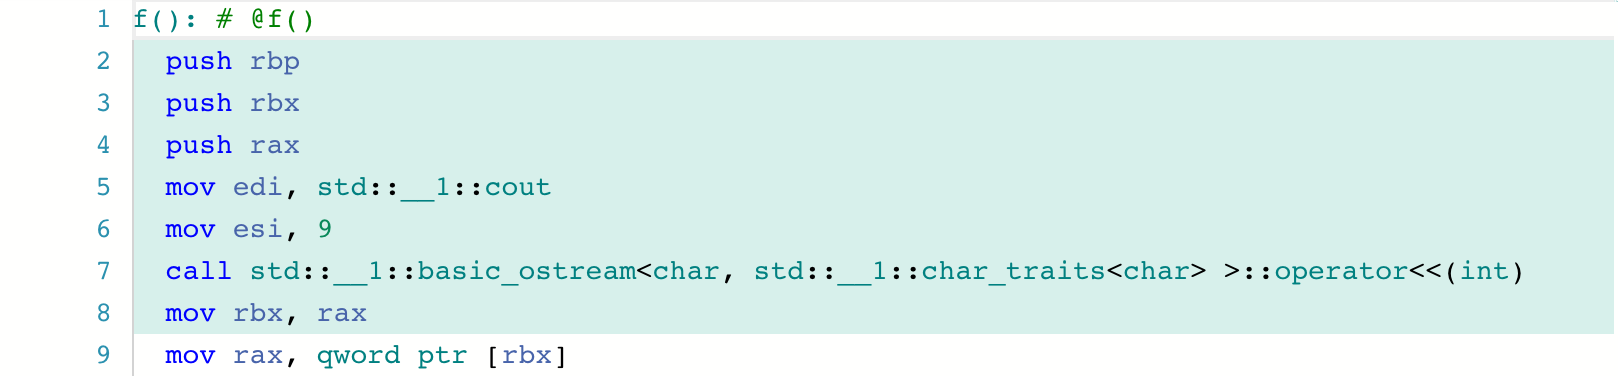 1 f(): # @f()
2 push rbp
3 push rbx
4 push rax
5 mov edi, std::__1::cout
6 mov esi, 9
7 call std::__1::basic_ostream<char, std::__1::char_traits<char> >::operator<<(int)
8 mov rbx, rax
9 mov rax, qword ptr [rbx]